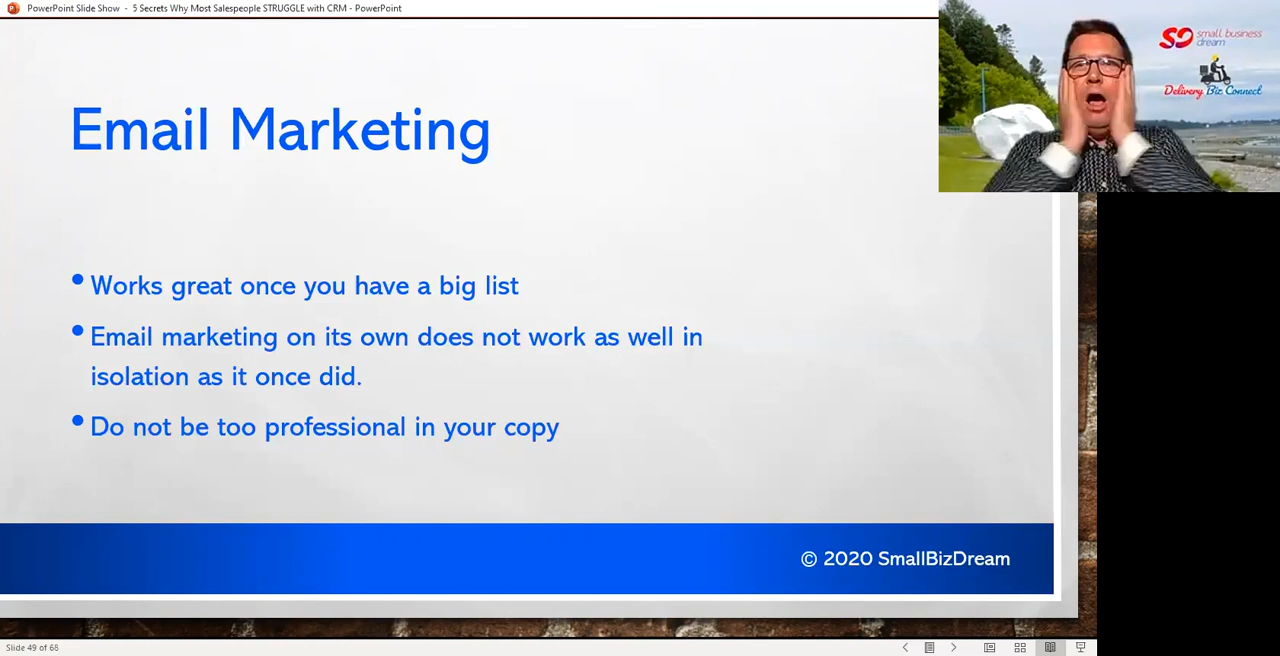 PowerPoint Slide Show - 5 Secrets Why Most Salespeople STRUGGLE with CRM - PowerPoint
small business
dream
Delivery Biz Connect
Email Marketing
• Works great once you have a big list
• Email marketing on its own does not work as well in
isolation as it once did.
• Do not be too professional in your copy
© 2020 SmallBizDream
Slide 49 of 68